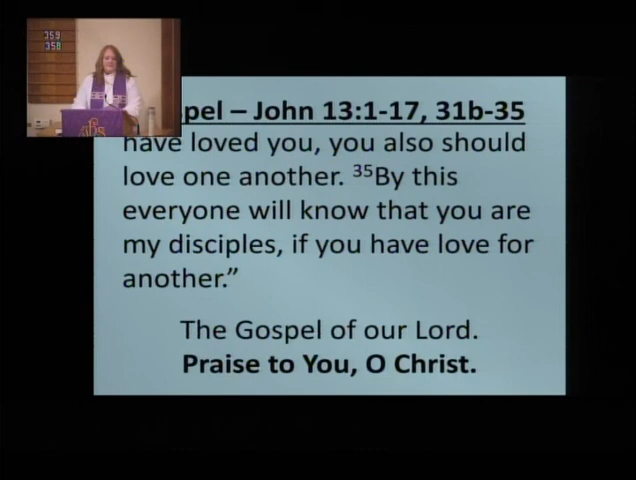 359
358
pel – John 13:1-17, 31b-35
have loved you, you also should
love one another. 35By this
everyone will know that you are
my disciples, if you have love for
another.”
The Gospel of our Lord.
Praise to You, O Christ.